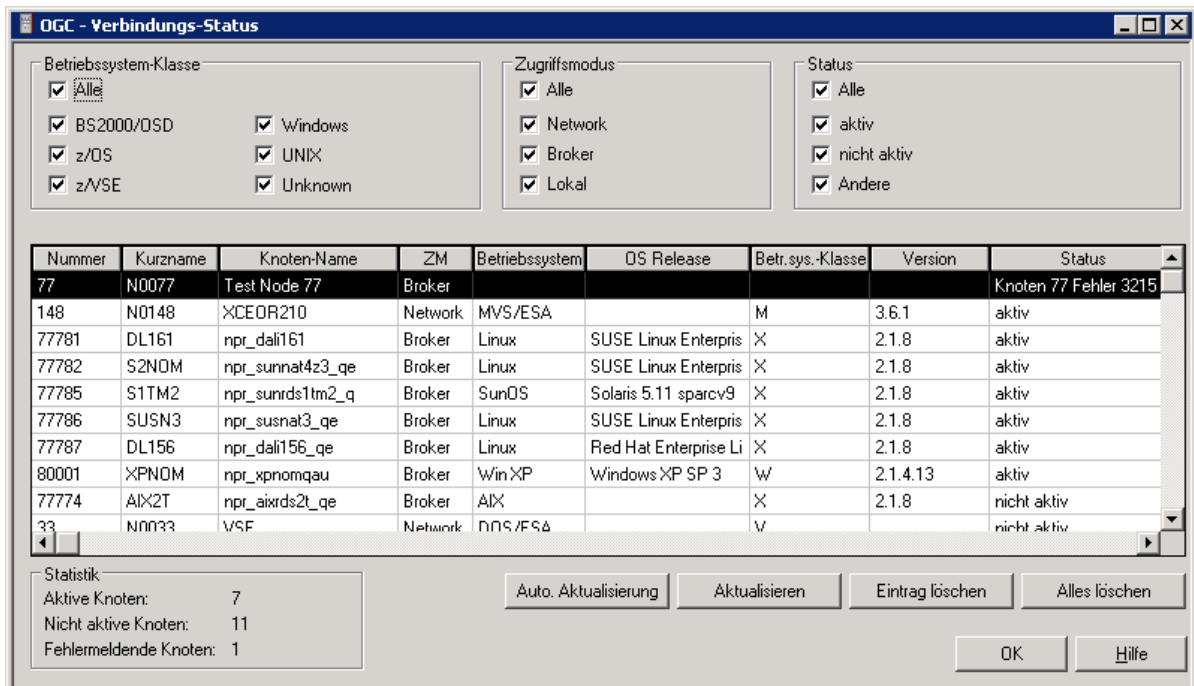 OGC - Verbindungs-Status
Betriebssystem-Klasse
Alle
BS2000/OSD Windows
z/OS UNIX
z/VSE Unknown
Zugriffsmodus
Alle
Network
Broker
Lokal
Status
Alle
aktiv
nicht aktiv
Andere
Nummer Kurzname Knoten-Name ZM Betriebssystem OS Release Betr.sys.-Klasse Version Status
77 N0077 Test Node 77 Broker Knoten 77 Fehler 3215
148 N0148 XCEOR210 Network MVS/ESA M 3.6.1 aktiv
77781 DL161 npr_dali161 Broker Linux SUSE Linux Enterpris X 2.1.8 aktiv
77782 S2NOM npr_sunnat4z3_qe Broker Linux SUSE Linux Enterpris X 2.1.8 aktiv
77785 S1TM2 npr_sunrds1tm2_q Broker SunOS Solaris 5.11 sparcv9 X 2.1.8 aktiv
77786 SUSN3 npr_susnat3_qe Broker Linux SUSE Linux Enterpris X 2.1.8 aktiv
77787 DL156 npr_dali156_qe Broker Linux Red Hat Enterprise Li X 2.1.8 aktiv
80001 XPNOM npr_xpnomqau Broker Win XP Windows XP SP 3 W 2.1.4.13 aktiv
77774 AIX2T npr_aixrds2t_qe Broker AIX X 2.1.8 nicht aktiv
33 N0033 VSE Network DOS/ESA V nicht aktiv
Statistik
Aktive Knoten: 7
Nicht aktive Knoten: 11
Fehlermeldende Knoten: 1
Auto. Aktualisierung Aktualisieren Eintrag löschen Alles löschen
OK Hilfe